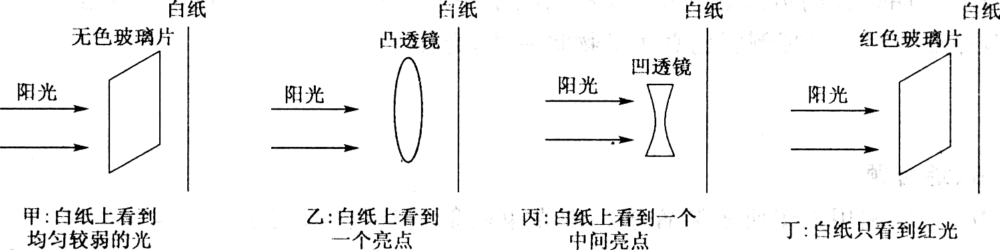 白纸
无色玻璃片
阳光
甲:白纸上看到
均匀较弱的光
白纸
凸透镜
阳光
乙:白纸上看到
一个亮点
白纸
凹透镜
阳光
丙:白纸上看到一个
中间亮点
白纸
红色玻璃片
阳光
丁:白纸只看到红光